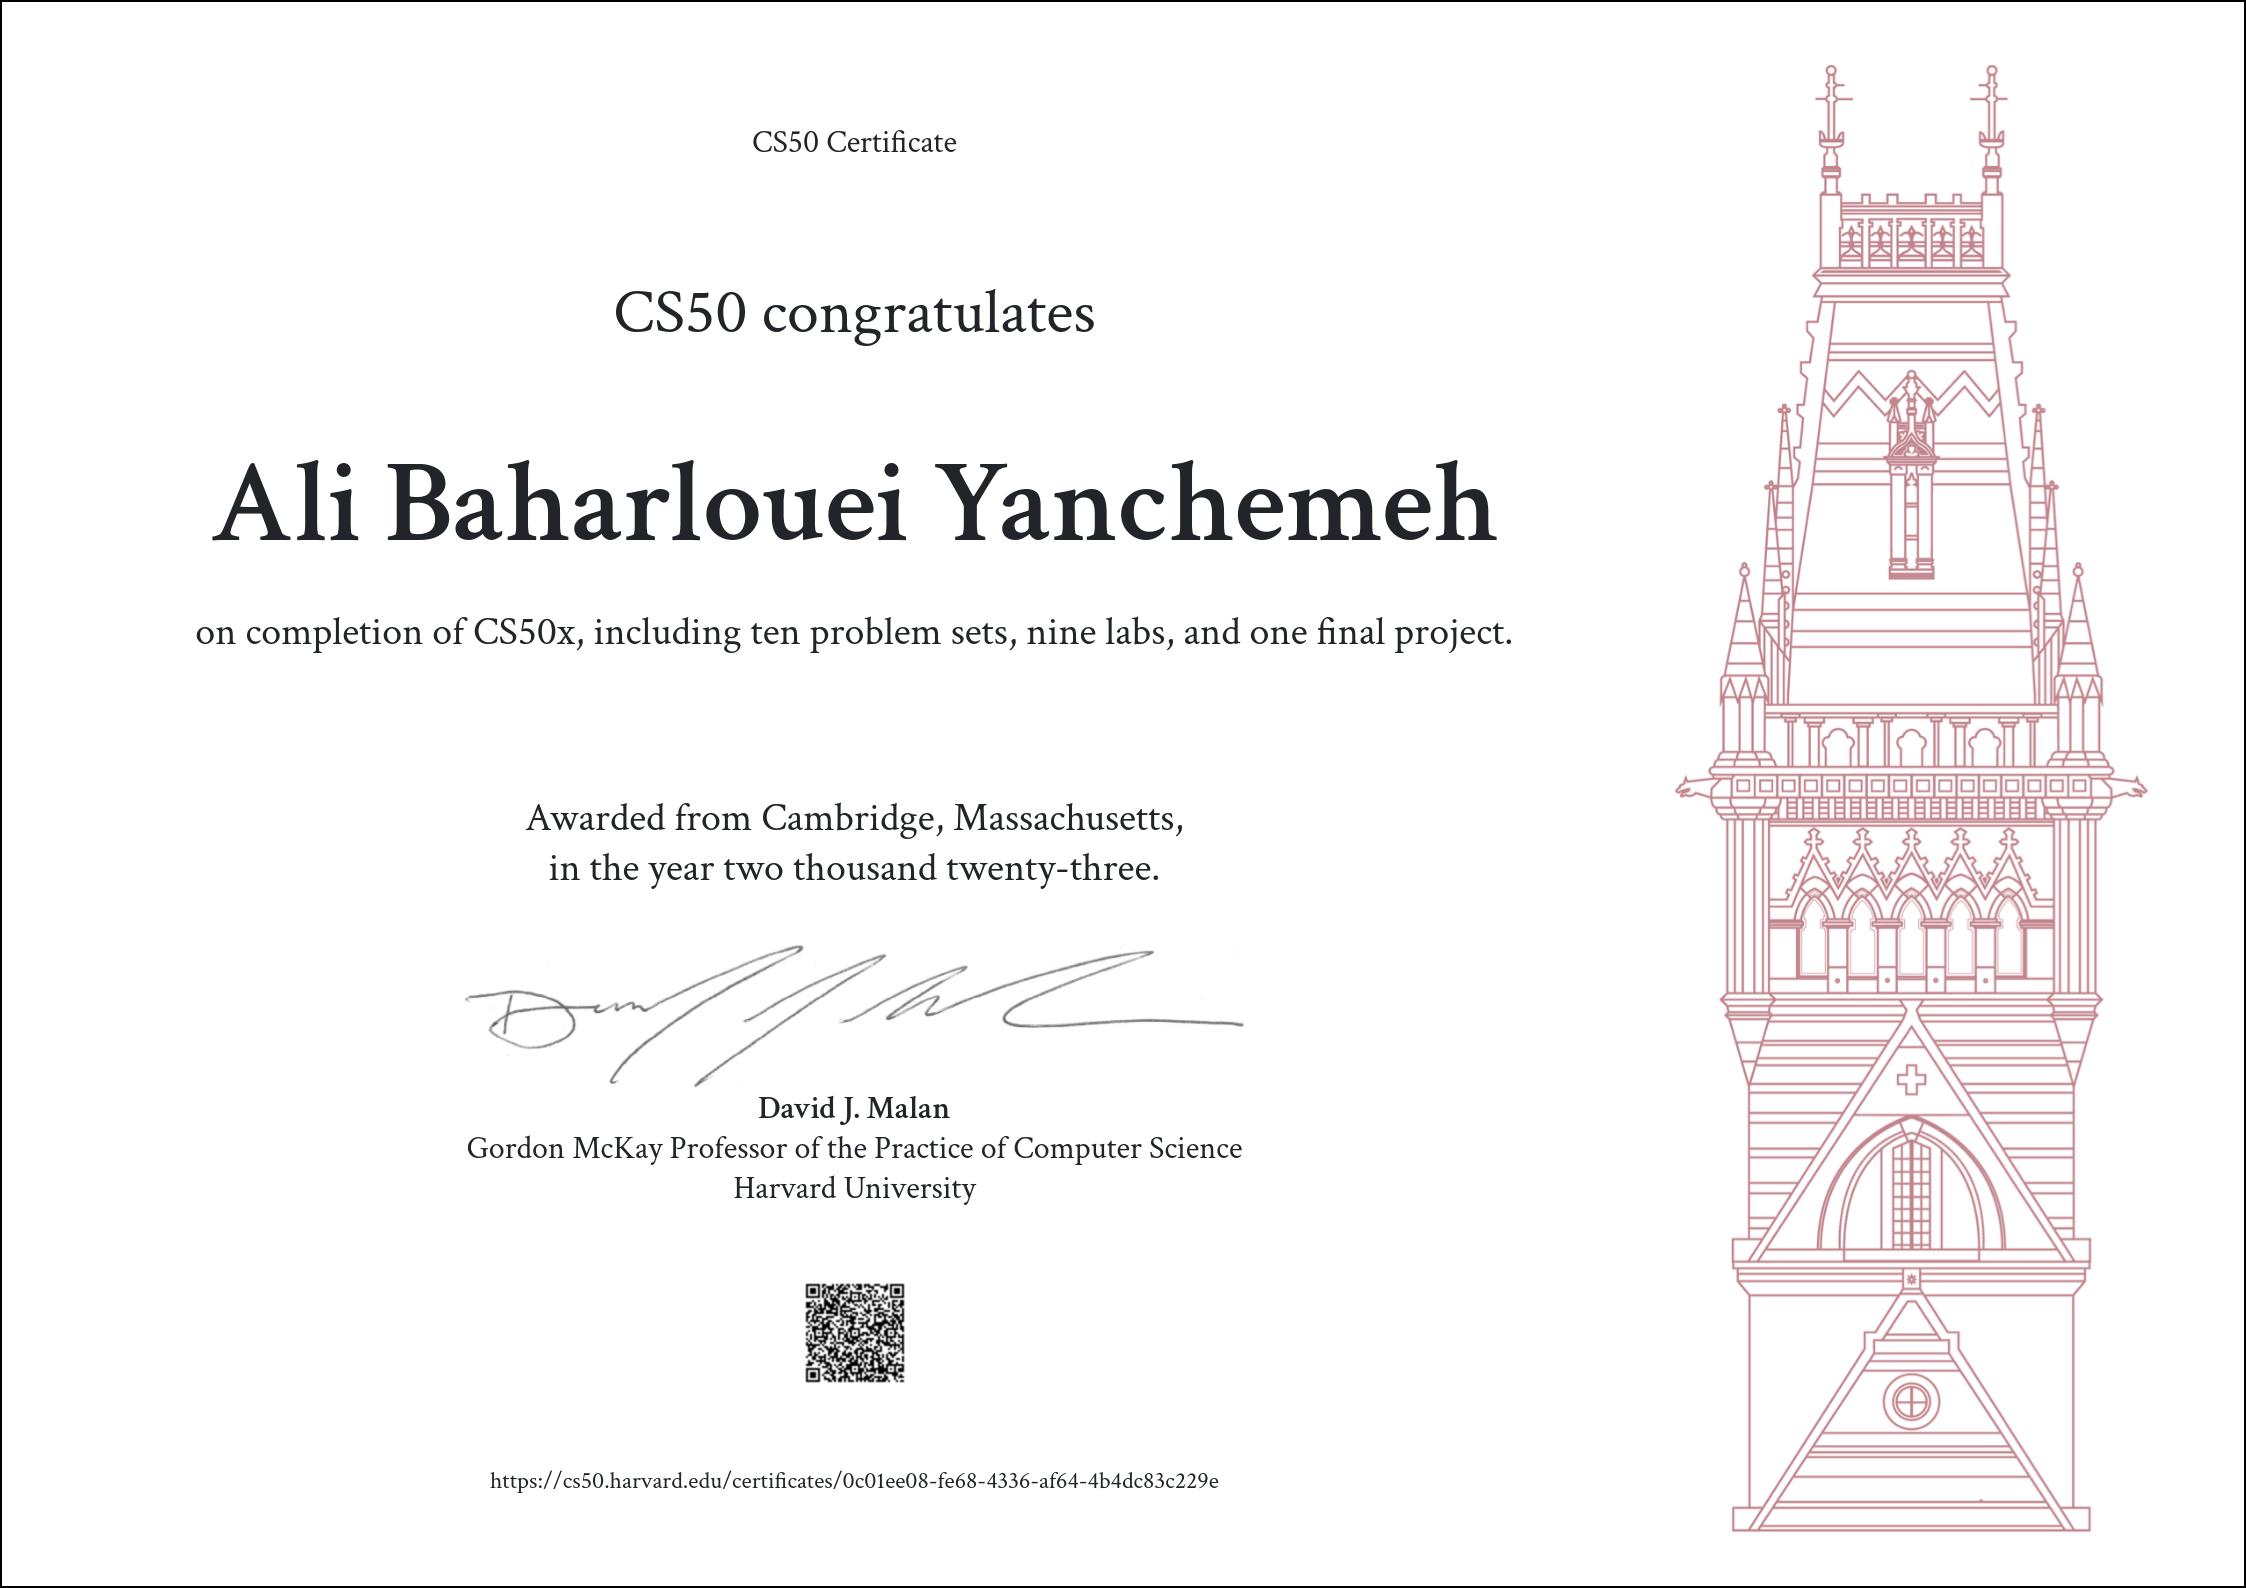 CS50 Certificate
CS50 congratulates
Ali Baharlouei Yanchemeh
on completion of CS50x, including ten problem sets, nine labs, and one final project.
Awarded from Cambridge, Massachusetts,
in the year two thousand twenty-three.
David J. Malan
Gordon McKay Professor of the Practice of Computer Science
Harvard University
https://cs50.harvard.edu/certificates/0c01ee08-fe68-4336-af64-4b4dc83c229e